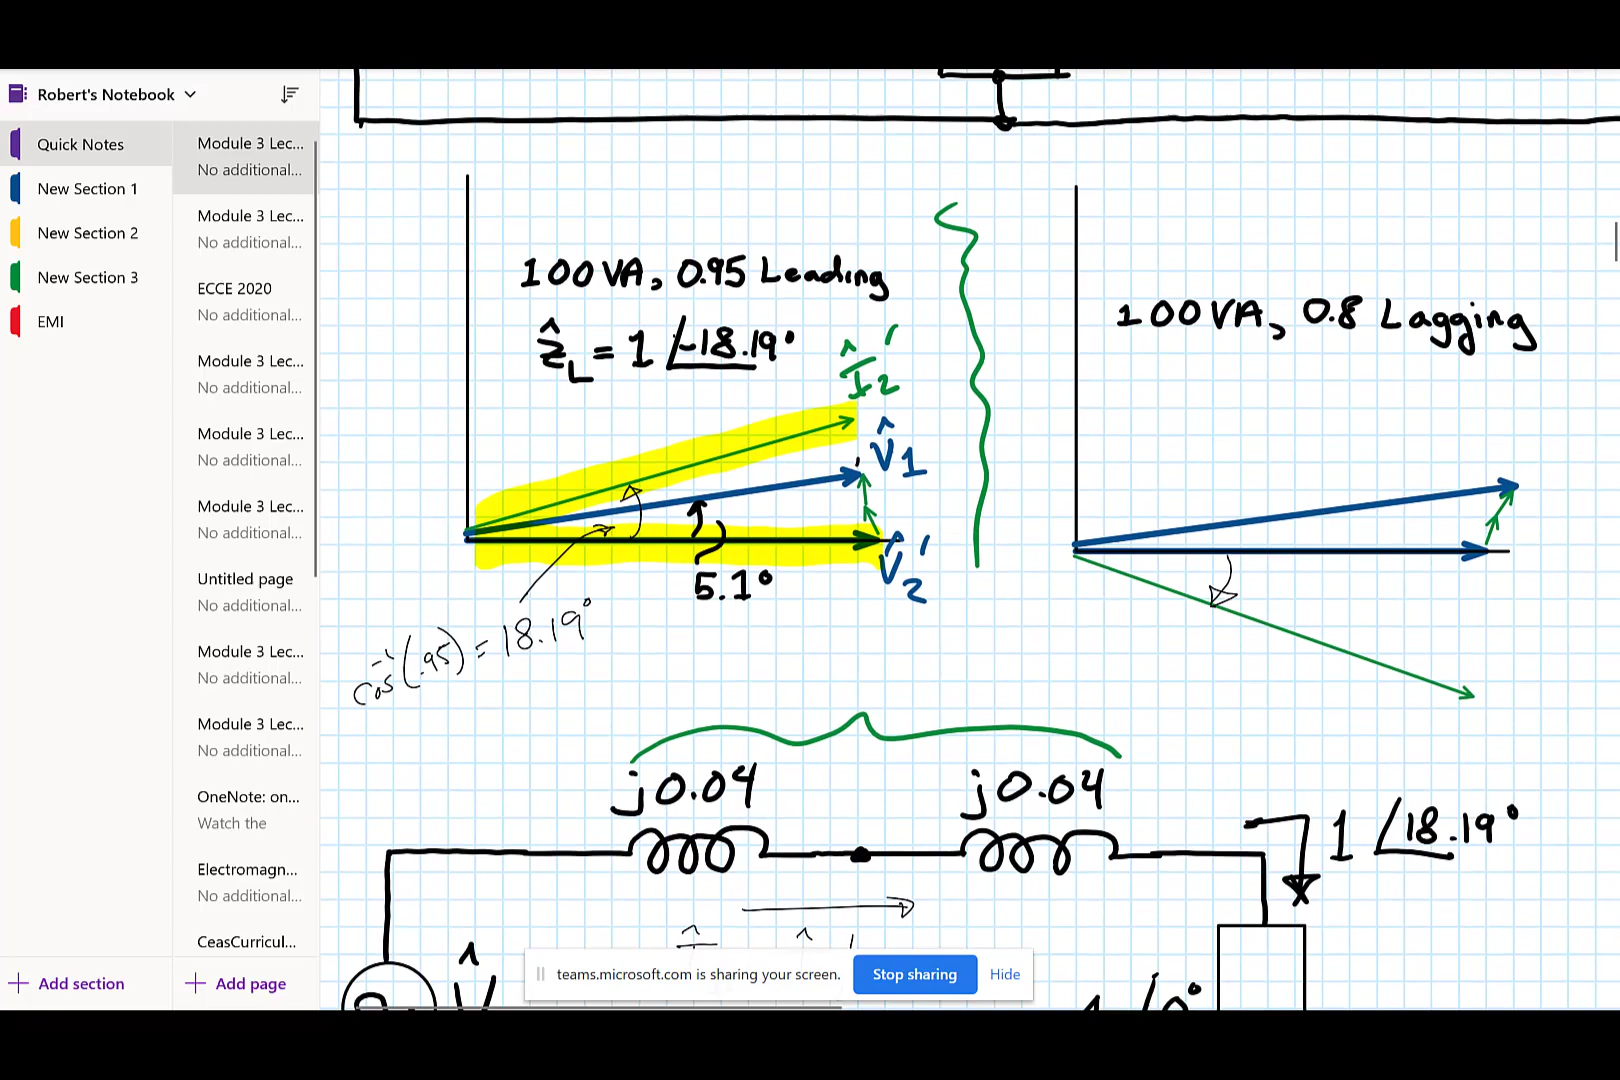 Robert's Notebook
Quick Notes
New Section 1
New Section 2
New Section 3
EMI
Add section
Module 3 Lec...
No additional...
Module 3 Lec...
No additional...
ECCE 2020
No additional...
Module 3 Lec...
No additional...
Module 3 Lec...
No additional...
Module 3 Lec...
No additional...
Untitled page
No additional...
Module 3 Lec...
No additional...
Module 3 Lec...
No additional...
OneNote: on...
Watch the
Electromagn...
No additional...
CeasCurricul...
Add page
100 VA, 0.95 Leading
Ẑ_L = 1 ∠-18.19°
Î₂′
V̂1
V̂₂′
5.1°
cos⁻¹(.95) = 18.19°
100 VA, 0.8 Lagging
j0.04
j0.04
1 ∠18.19°
V
teams.microsoft.com is sharing your screen.
Stop sharing
Hide